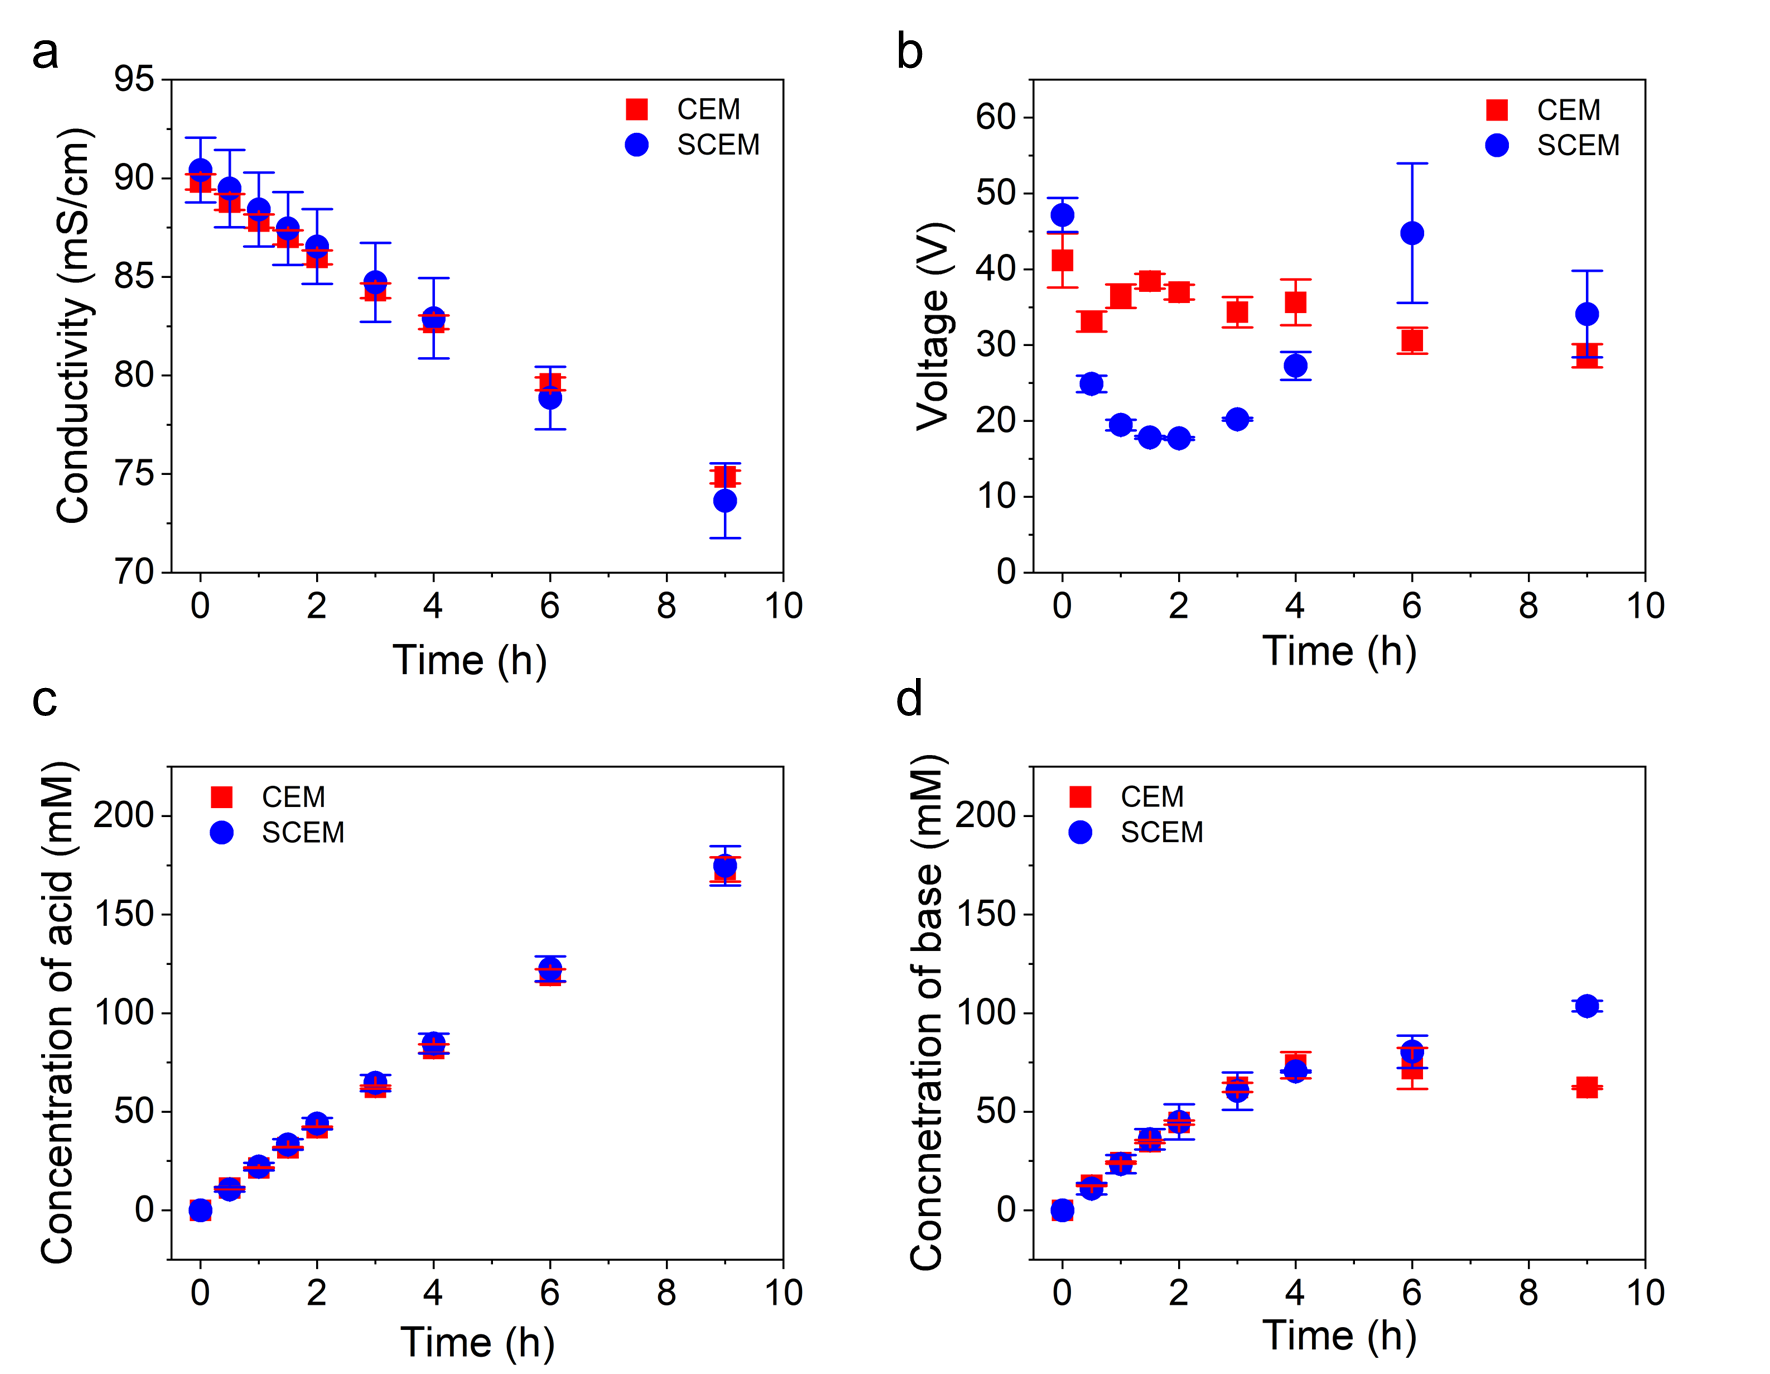 a
95
90
85
80
75
70
Conductivity (mS/cm)
CEM
SCEM
0 2 4 6 8 10
Time (h)
b
60
50
40
30
20
10
0
Voltage (V)
CEM
SCEM
0 2 4 6 8 10
Time (h)
c
200
150
100
50
0
Concentration of acid (mM)
CEM
SCEM
0 2 4 6 8 10
Time (h)
d
200
150
100
50
0
Concnetration of base (mM)
CEM
SCEM
0 2 4 6 8 10
Time (h)